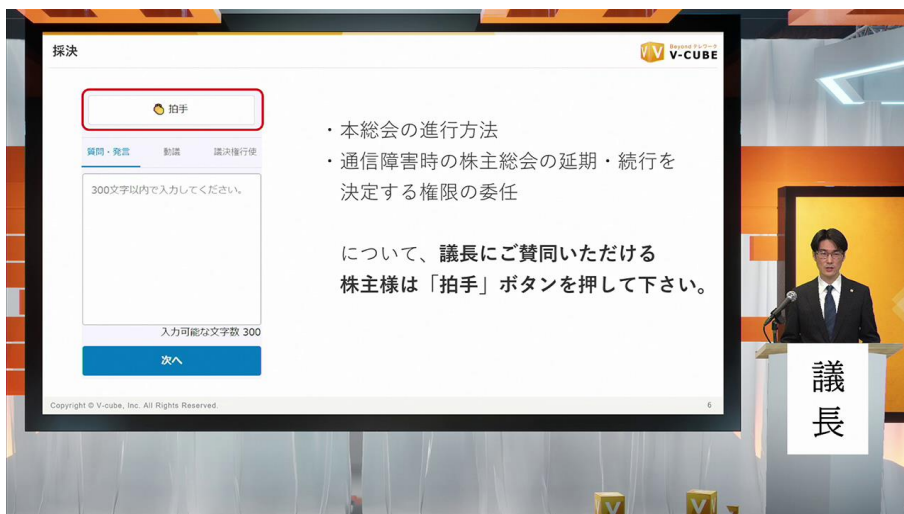 採決
Beyond テレワーク
V-CUBE
拍手
質問・発言 動議 議決権行使
300文字以内で入力してください。
入力可能な文字数 300
次へ
・本総会の進行方法
・通信障害時の株主総会の延期・続行を
決定する権限の委任
について、議長にご賛同いただける
株主様は「拍手」ボタンを押して下さい。
Copyright © V-cube, Inc. All Rights Reserved.
6
議
長